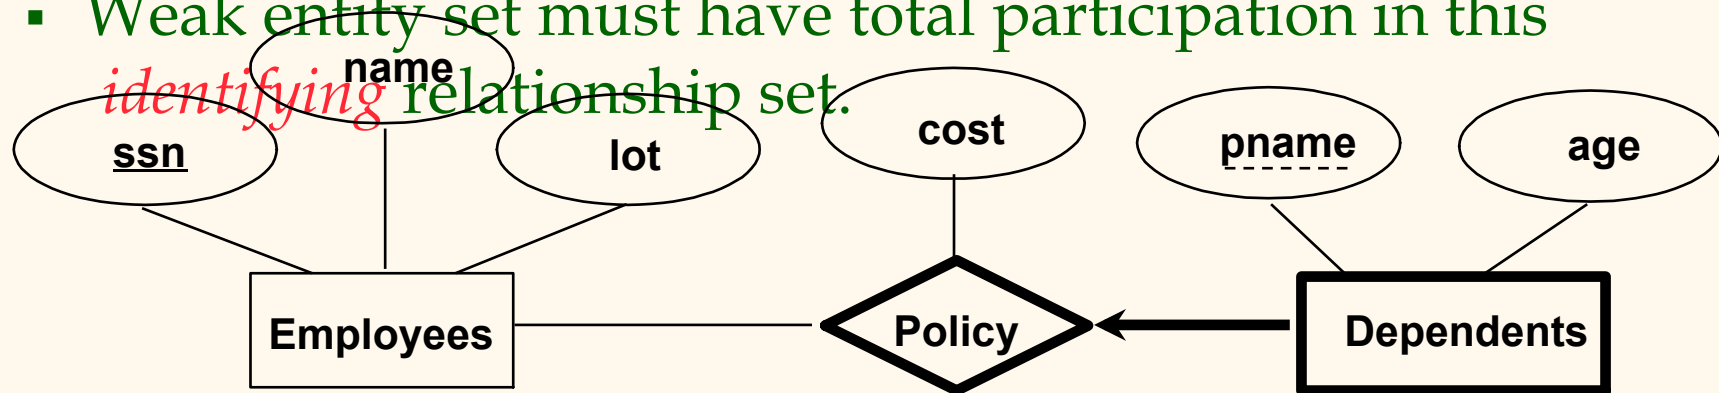 ▪ Weak entity set must have total participation in this
identifying relationship set.
name
ssn
lot
cost
pname
age
Employees
Policy
Dependents